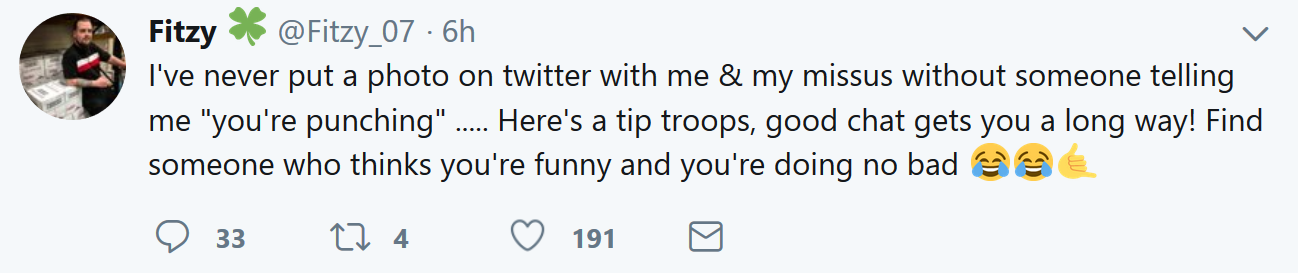 Fitzy 🍀 @Fitzy_07 · 6h
I've never put a photo on twitter with me & my missus without someone telling
me "you're punching" ..... Here's a tip troops, good chat gets you a long way! Find
someone who thinks you're funny and you're doing no bad 😂😂🤙
33 4 191